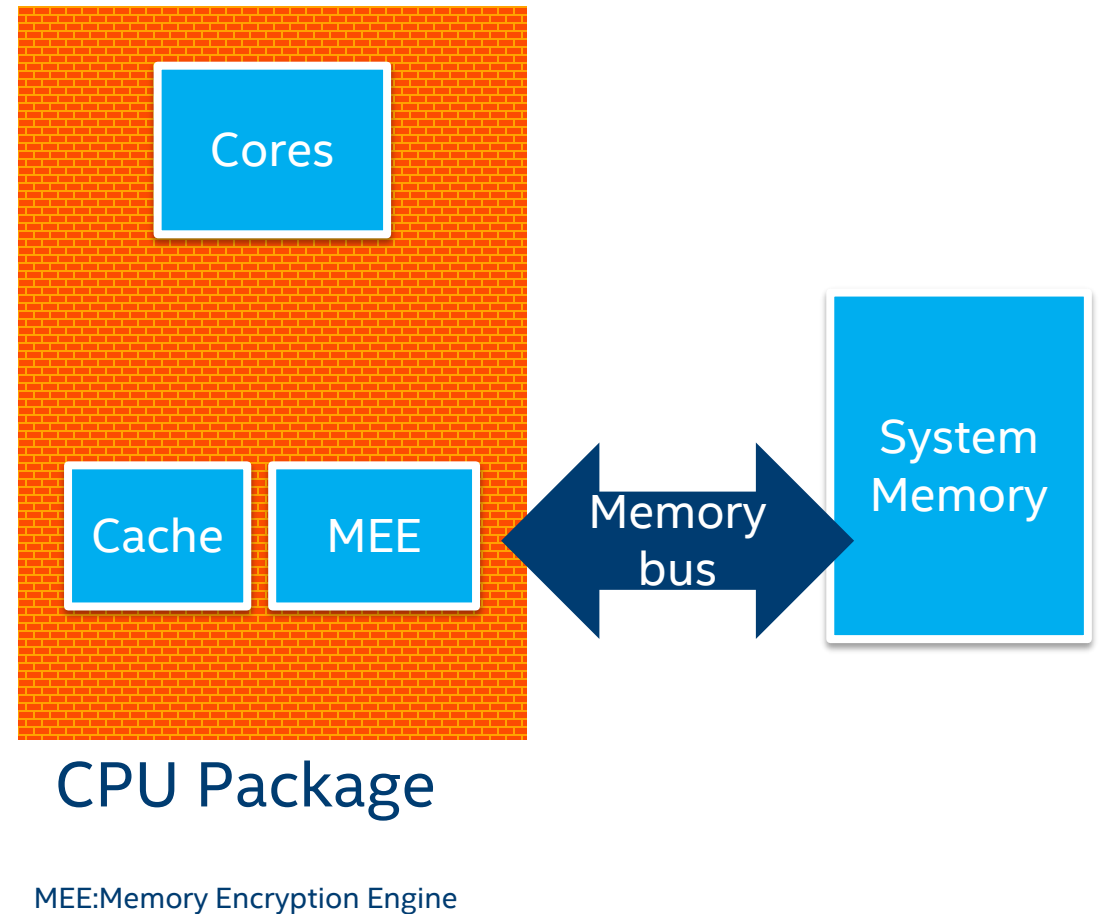 Cores
System
Memory
Cache
MEE
Memory
bus
CPU Package
MEE:Memory Encryption Engine